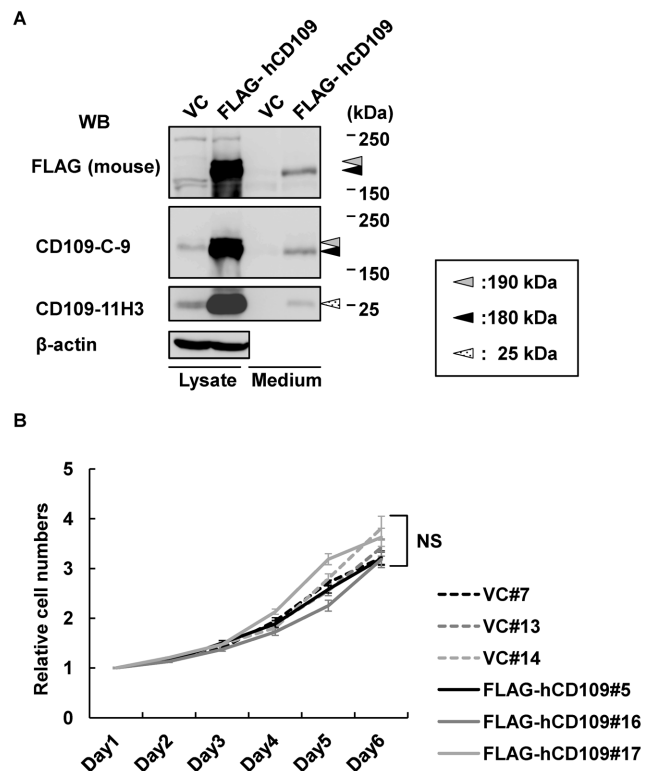 A
VC
FLAG- hCD109
VC
FLAG- hCD109
WB
(kDa)
FLAG (mouse)
250
150
CD109-C-9
250
150
CD109-11H3
25
β-actin
Lysate
Medium
:190 kDa
:180 kDa
: 25 kDa
B
Relative cell numbers
5
4
3
2
1
0
Day1
Day2
Day3
Day4
Day5
Day6
NS
VC#7
VC#13
VC#14
FLAG-hCD109#5
FLAG-hCD109#16
FLAG-hCD109#17